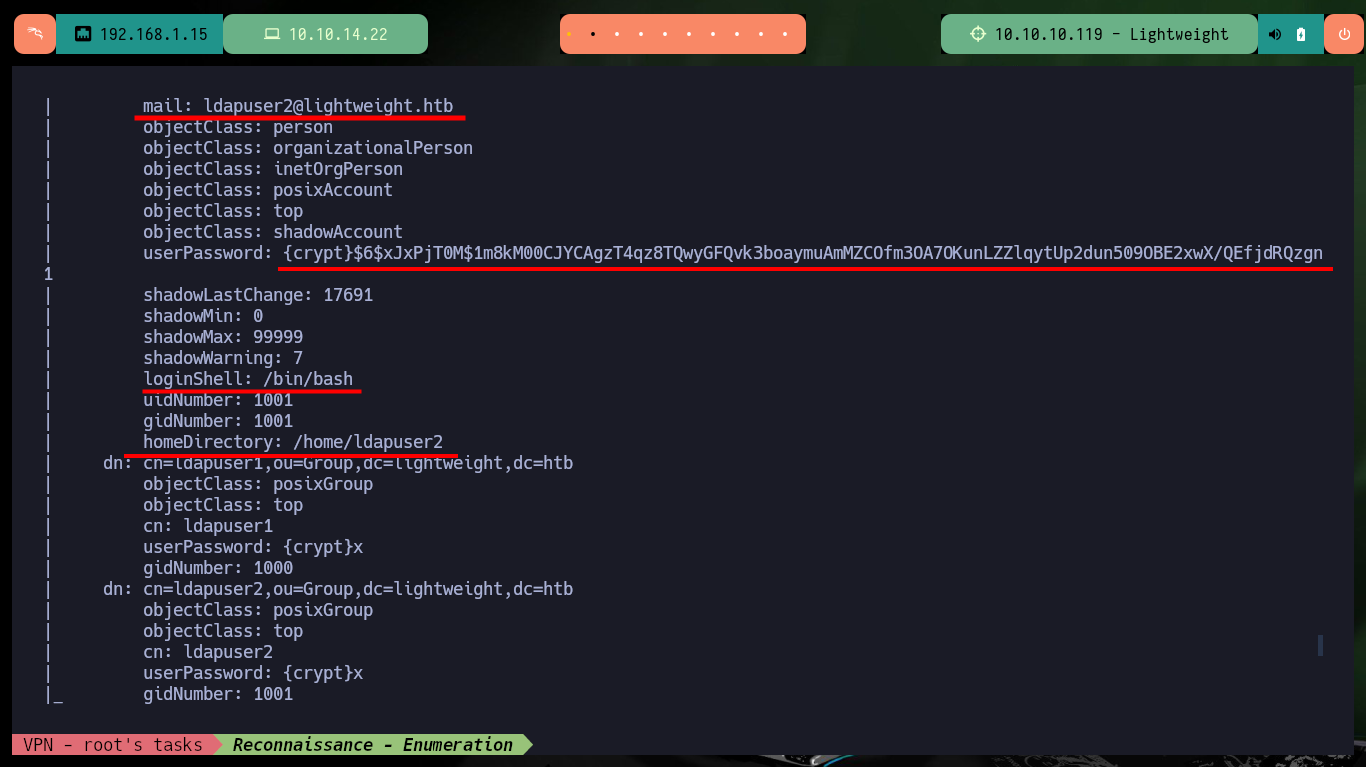 192.168.1.15
10.10.14.22
10.10.10.119 - Lightweight
| mail: ldapuser2@lightweight.htb
| objectClass: person
| objectClass: organizationalPerson
| objectClass: inetOrgPerson
| objectClass: posixAccount
| objectClass: top
| objectClass: shadowAccount
| userPassword: {crypt}$6$xJxPjT0M$1m8kM00CJYCAgzT4qz8TQwyGFQvk3boaymuAmMZCOfm3OA7OKunLZZlqytUp2dun509OBE2xwX/QEfjdRQzgn
1
| shadowLastChange: 17691
| shadowMin: 0
| shadowMax: 99999
| shadowWarning: 7
| loginShell: /bin/bash
| uidNumber: 1001
| gidNumber: 1001
| homeDirectory: /home/ldapuser2
| dn: cn=ldapuser1,ou=Group,dc=lightweight,dc=htb
| objectClass: posixGroup
| objectClass: top
| cn: ldapuser1
| userPassword: {crypt}x
| gidNumber: 1000
| dn: cn=ldapuser2,ou=Group,dc=lightweight,dc=htb
| objectClass: posixGroup
| objectClass: top
| cn: ldapuser2
| userPassword: {crypt}x
|_ gidNumber: 1001
VPN - root's tasks
Reconnaissance - Enumeration